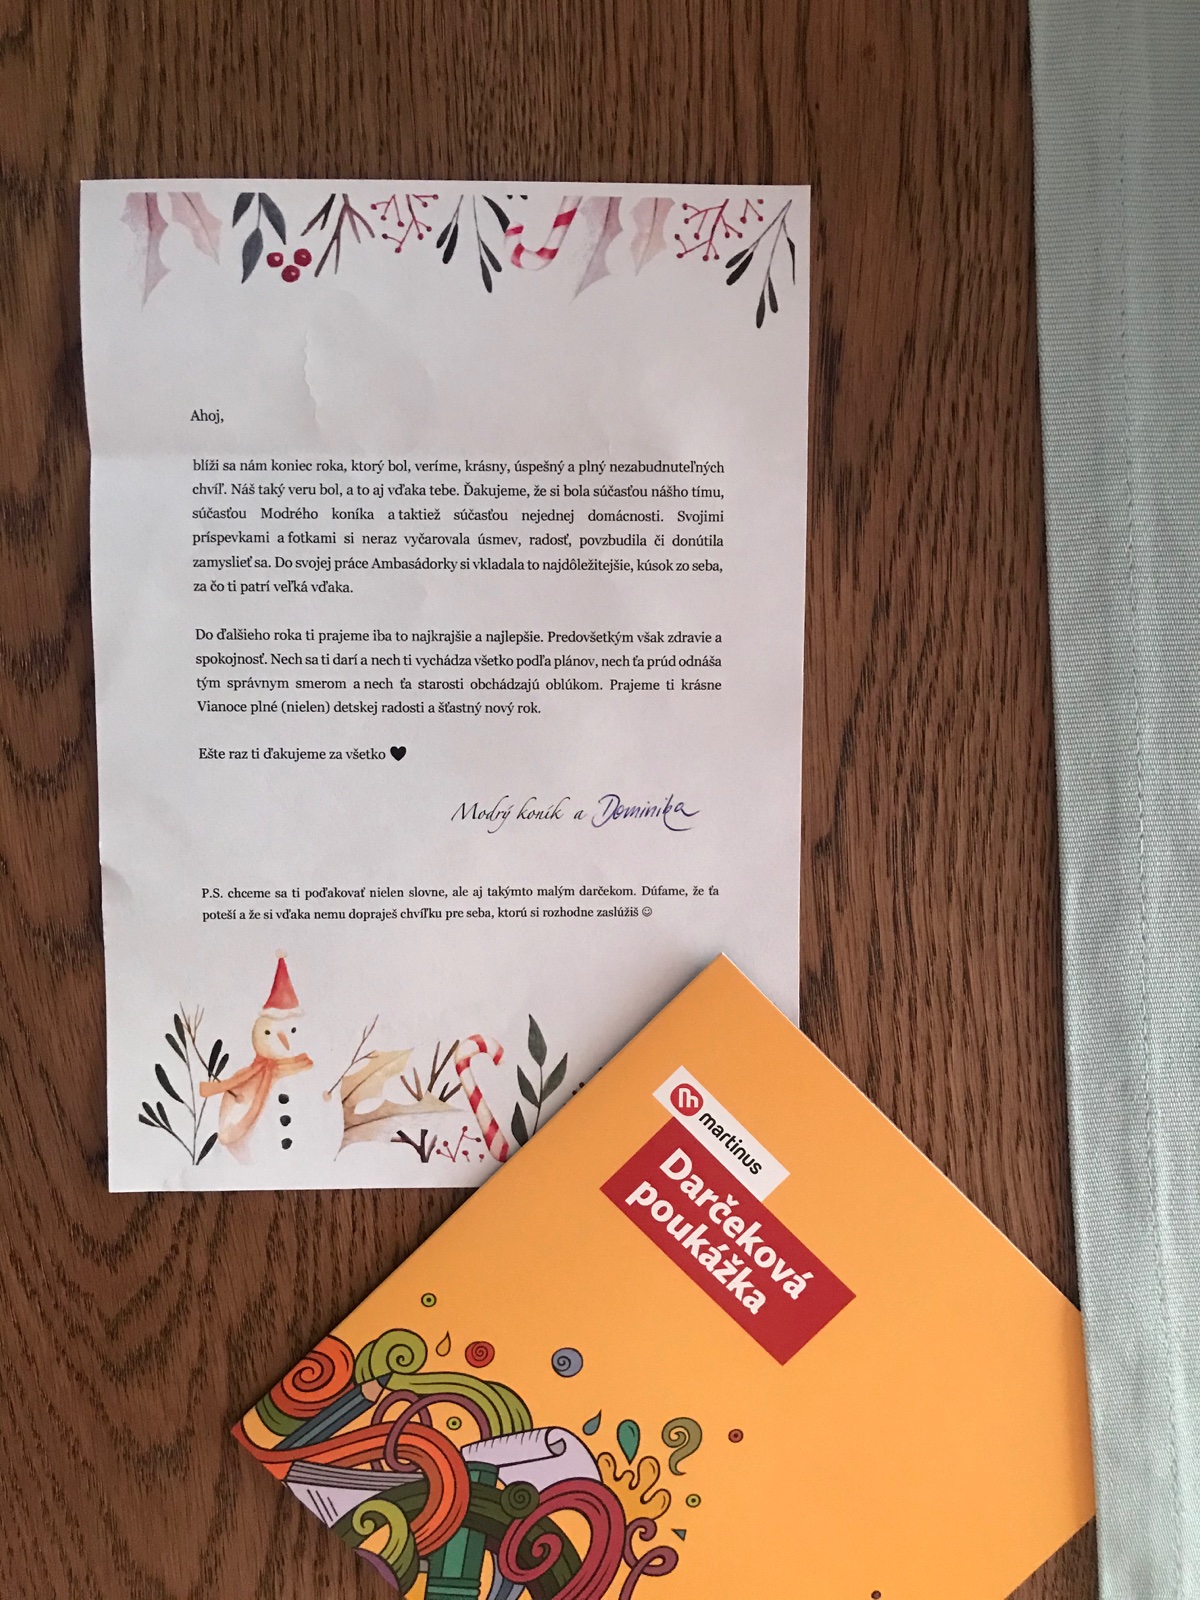 Ahoj,
blíži sa nám koniec roka, ktorý bol, veríme, krásny, úspešný a plný nezabudnuteľných
chvíľ. Náš taký veru bol, a to aj vďaka tebe. Ďakujeme, že si bola súčasťou nášho tímu,
súčasťou Modrého koníka a taktiež súčasťou nejednej domácnosti. Svojimi
príspevkami a fotkami si neraz vyčarovala úsmev, radosť, povzbudila či donútila
zamyslieť sa. Do svojej práce Ambasádorky si vkladala to najdôležitejšie, kúsok zo seba,
za čo ti patrí veľká vďaka.
Do ďalšieho roka ti prajeme iba to najkrajšie a najlepšie. Predovšetkým však zdravie a
spokojnosť. Nech sa ti darí a nech ti vychádza všetko podľa plánov, nech ťa prúd odnáša
tým správnym smerom a nech ťa starosti obchádzajú oblúkom. Prajeme ti krásne
Vianoce plné (nielen) detskej radosti a šťastný nový rok.
Ešte raz ti ďakujeme za všetko 🖤
Modrý koník a Dominika
P.S. chceme sa ti poďakovať nielen slovne, ale aj takýmto malým darčekom. Dúfame, že ťa
poteší a že si vďaka nemu dopraješ chvíľku pre seba, ktorú si rozhodne zaslúžiš ☺
martinus
Darčeková
poukážka